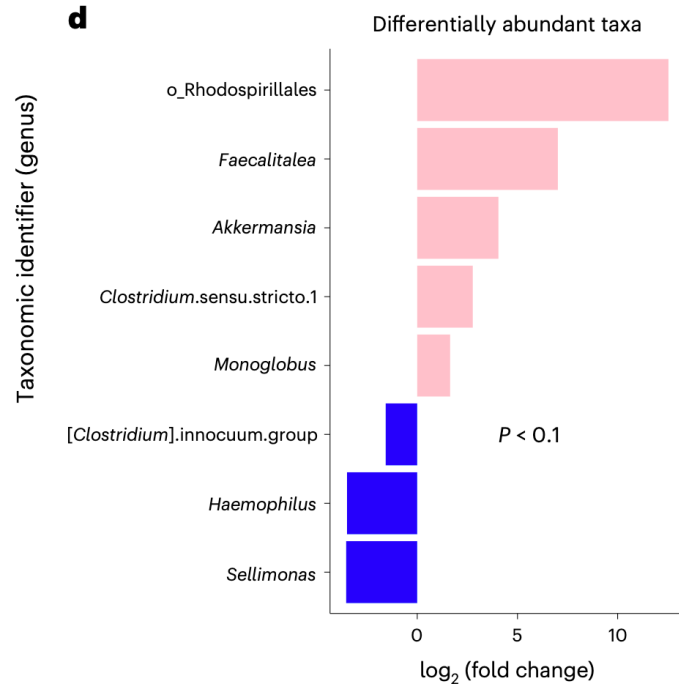 d
Differentially abundant taxa
Taxonomic identifier (genus)
o_Rhodospirillales
Faecalitalea
Akkermansia
Clostridium.sensu.stricto.1
Monoglobus
[Clostridium].innocuum.group
P < 0.1
Haemophilus
Sellimonas
0 5 10
log₂ (fold change)